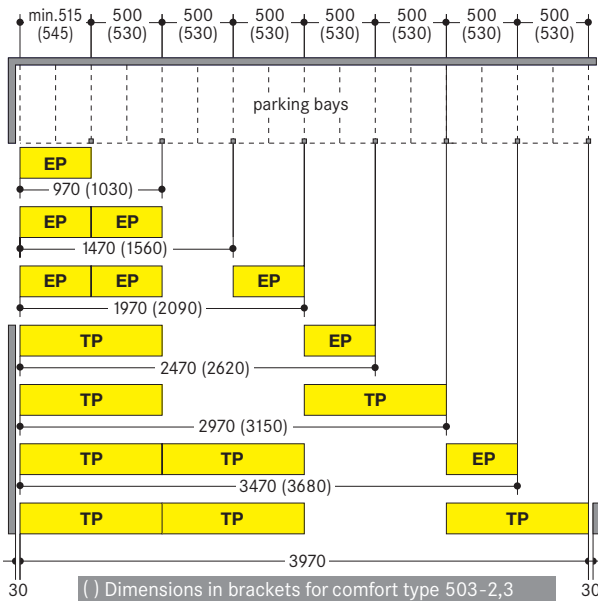 min.515 500 500 500 500 500 500 500
(545) (530) (530) (530) (530) (530) (530) (530)
parking bays
EP
970 (1030)
EP EP
1470 (1560)
EP EP EP
1970 (2090)
TP EP
2470 (2620)
TP TP
2970 (3150)
TP TP EP
3470 (3680)
TP TP TP
3970
30 ( ) Dimensions in brackets for comfort type 503-2,3 30